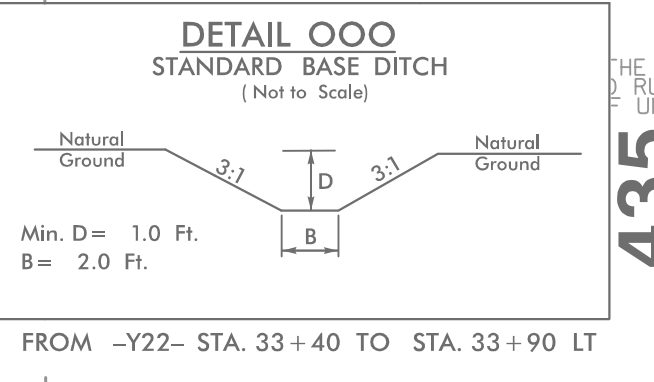 DETAIL OOO
STANDARD BASE DITCH
(Not to Scale)
Natural
Ground
3:1
D
3:1
Natural
Ground
B
Min. D = 1.0 Ft.
B = 2.0 Ft.
FROM -Y22- STA. 33+40 TO STA. 33+90 LT
435